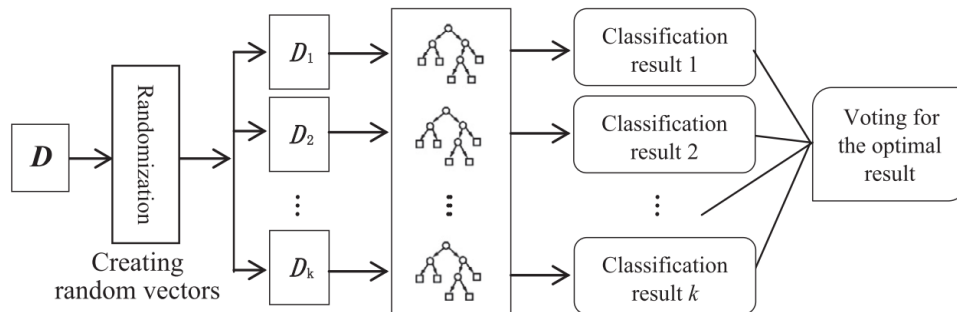 D
Randomization
Creating
random vectors
D1
D2
⋮
Dk
⋮
Classification
result 1
Classification
result 2
⋮
Classification
result k
Voting for
the optimal
result